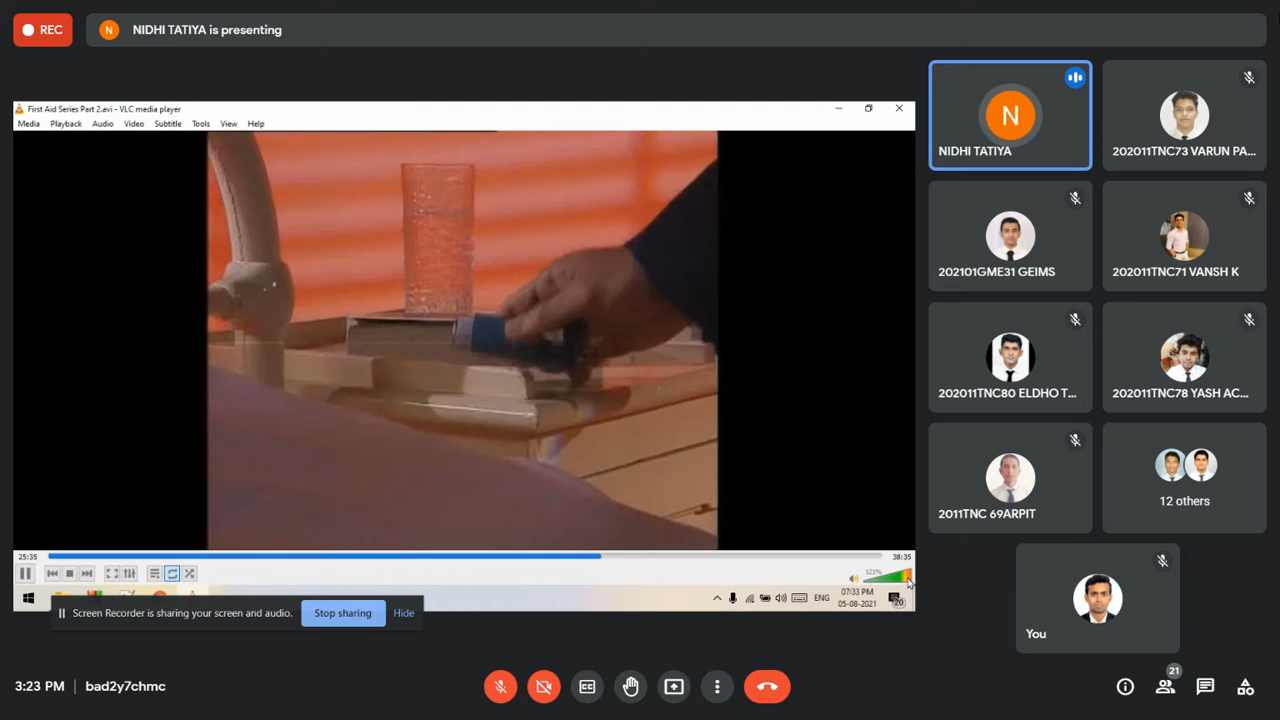 REC
N
NIDHI TATIYA is presenting
First Aid Series Part 2.avi - VLC media player
Media Playback Audio Video Subtitle Tools View Help
25:35
38:35
121%
ENG
07:33 PM
05-08-2021
20
Screen Recorder is sharing your screen and audio.
Stop sharing
Hide
N
NIDHI TATIYA
202011TNC73 VARUN PA...
202101GME31 GEIMS
202011TNC71 VANSH K
202011TNC80 ELDHO T...
202011TNC78 YASH AC...
2011TNC 69ARPIT
12 others
You
3:23 PM | bad2y7chmc
CC
21